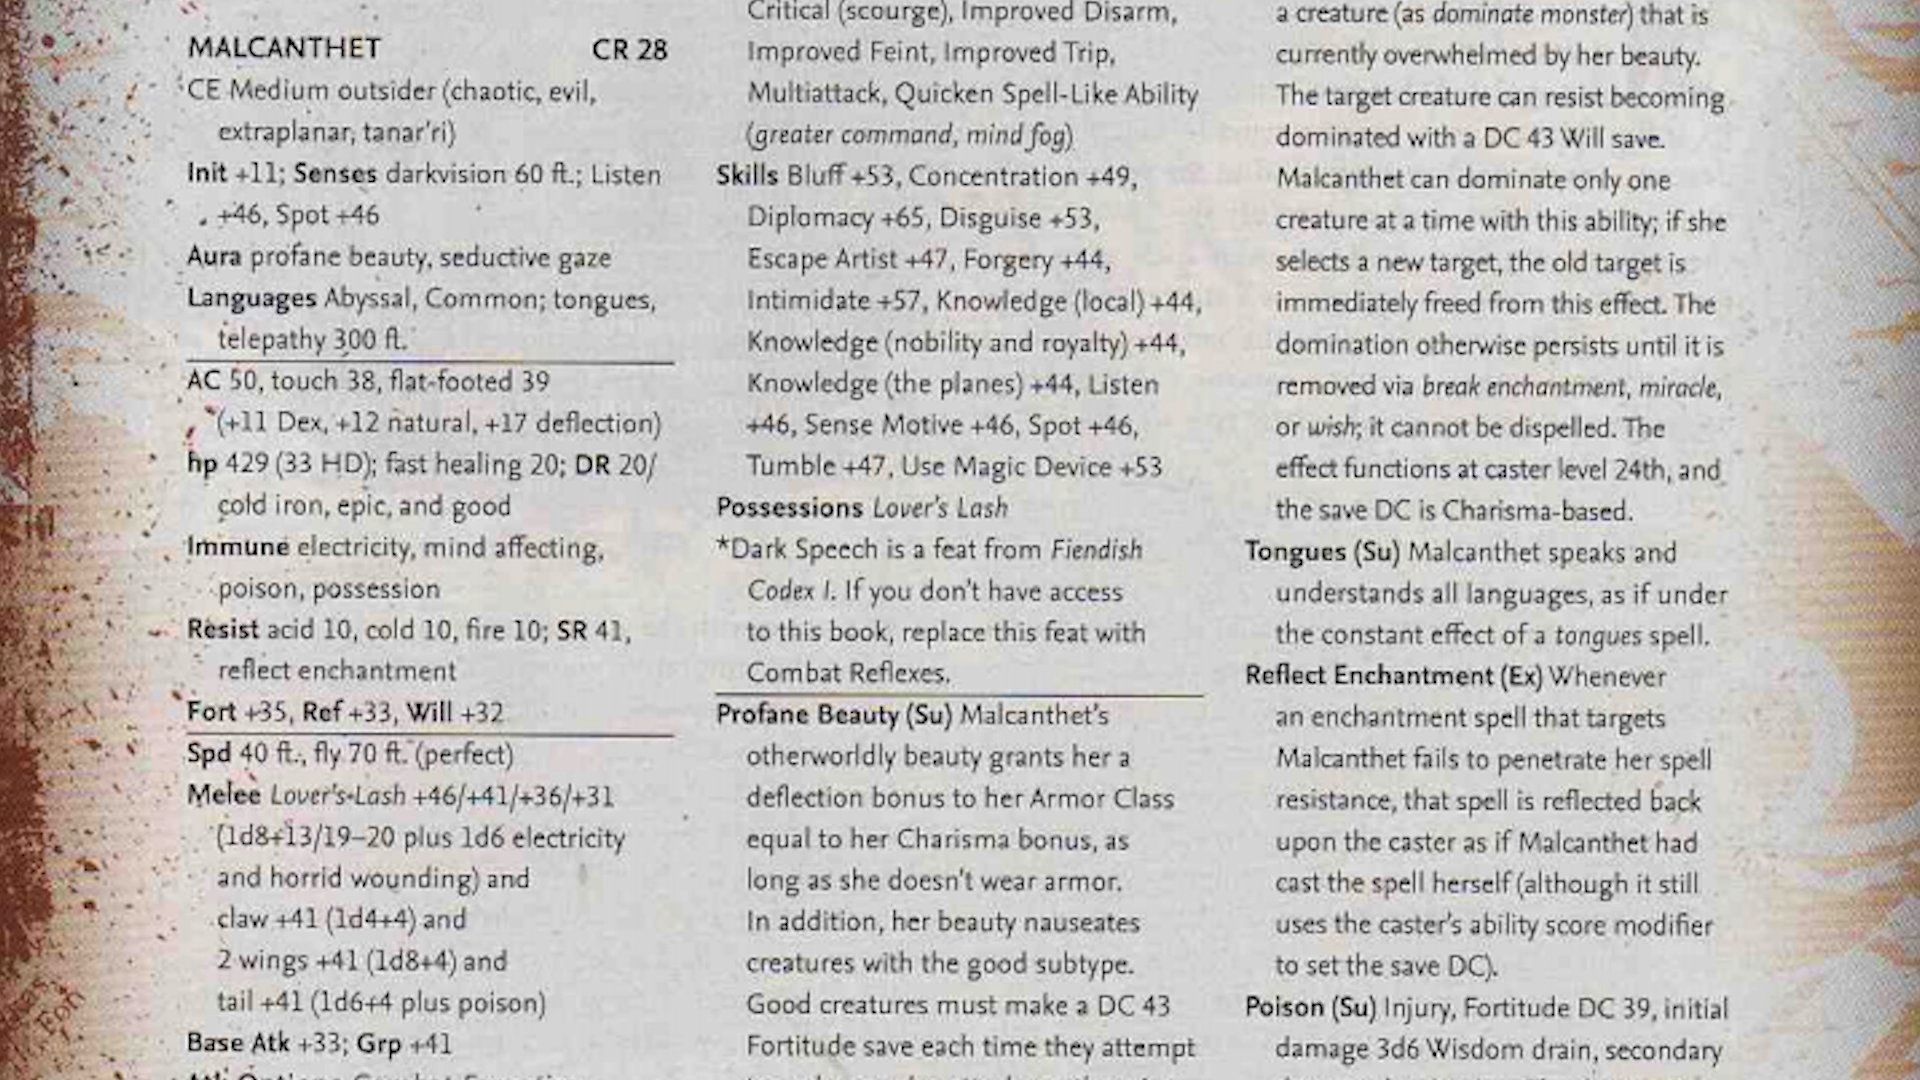 MALCANTHET CR 28
CE Medium outsider (chaotic, evil,
extraplanar, tanar'ri)
Init +11; Senses darkvision 60 ft.; Listen
+46, Spot +46
Aura profane beauty, seductive gaze
Languages Abyssal, Common; tongues,
telepathy 300 ft.
AC 50, touch 38, flat-footed 39
(+11 Dex, +12 natural, +17 deflection)
hp 429 (33 HD); fast healing 20; DR 20/
cold iron, epic, and good
Immune electricity, mind affecting,
poison, possession
Resist acid 10, cold 10, fire 10; SR 41,
reflect enchantment
Fort +35, Ref +33, Will +32
Spd 40 ft., fly 70 ft. (perfect)
Melee Lover's Lash +46/+41/+36/+31
(1d8+13/19–20 plus 1d6 electricity
and horrid wounding) and
claw +41 (1d4+4) and
2 wings +41 (1d8+4) and
tail +41 (1d6+4 plus poison)
Base Atk +33; Grp +41
Critical (scourge), Improved Disarm,
Improved Feint, Improved Trip,
Multiattack, Quicken Spell-Like Ability
(greater command, mind fog)
Skills Bluff +53, Concentration +49,
Diplomacy +65, Disguise +53,
Escape Artist +47, Forgery +44,
Intimidate +57, Knowledge (local) +44,
Knowledge (nobility and royalty) +44,
Knowledge (the planes) +44, Listen
+46, Sense Motive +46, Spot +46,
Tumble +47, Use Magic Device +53
Possessions Lover's Lash
*Dark Speech is a feat from Fiendish
Codex I. If you don't have access
to this book, replace this feat with
Combat Reflexes.
Profane Beauty (Su) Malcanthet's
otherworldly beauty grants her a
deflection bonus to her Armor Class
equal to her Charisma bonus, as
long as she doesn't wear armor.
In addition, her beauty nauseates
creatures with the good subtype.
Good creatures must make a DC 43
Fortitude save each time they attempt
a creature (as dominate monster) that is
currently overwhelmed by her beauty.
The target creature can resist becoming
dominated with a DC 43 Will save.
Malcanthet can dominate only one
creature at a time with this ability; if she
selects a new target, the old target is
immediately freed from this effect. The
domination otherwise persists until it is
removed via break enchantment, miracle,
or wish; it cannot be dispelled. The
effect functions at caster level 24th, and
the save DC is Charisma-based.
Tongues (Su) Malcanthet speaks and
understands all languages, as if under
the constant effect of a tongues spell.
Reflect Enchantment (Ex) Whenever
an enchantment spell that targets
Malcanthet fails to penetrate her spell
resistance, that spell is reflected back
upon the caster as if Malcanthet had
cast the spell herself (although it still
uses the caster's ability score modifier
to set the save DC).
Poison (Su) Injury, Fortitude DC 39, initial
damage 3d6 Wisdom drain, secondary